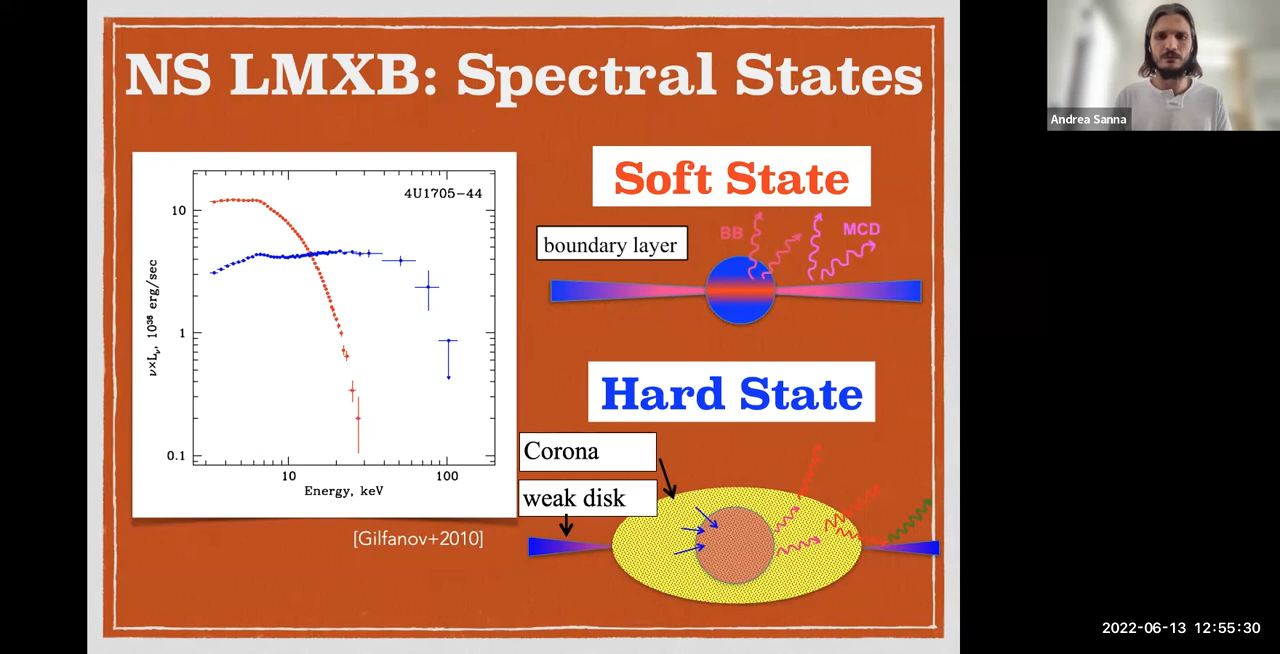 NS LMXB: Spectral States
4U1705-44
10
1
0.1
ν×Lν, 10³⁶ erg/sec
10
100
Energy, keV
[Gilfanov+2010]
Soft State
boundary layer
BB
MCD
Hard State
Corona
weak disk
Andrea Sanna
2022-06-13 12:55:30